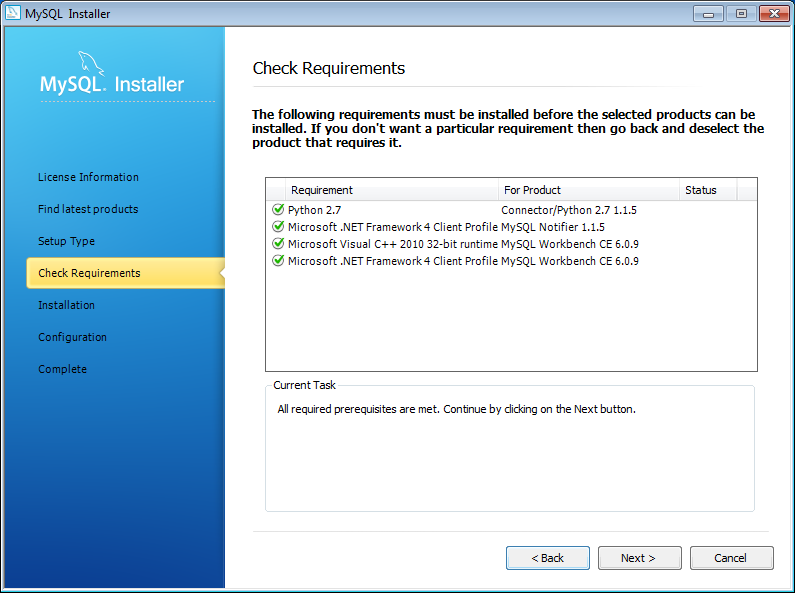 MySQL Installer
MySQL. Installer
License Information
Find latest products
Setup Type
Check Requirements
Installation
Configuration
Complete
Check Requirements
The following requirements must be installed before the selected products can be
installed. If you don't want a particular requirement then go back and deselect the
product that requires it.
Requirement For Product Status
Python 2.7 Connector/Python 2.7 1.1.5
Microsoft .NET Framework 4 Client Profile MySQL Notifier 1.1.5
Microsoft Visual C++ 2010 32-bit runtime MySQL Workbench CE 6.0.9
Microsoft .NET Framework 4 Client Profile MySQL Workbench CE 6.0.9
Current Task
All required prerequisites are met. Continue by clicking on the Next button.
< Back Next > Cancel